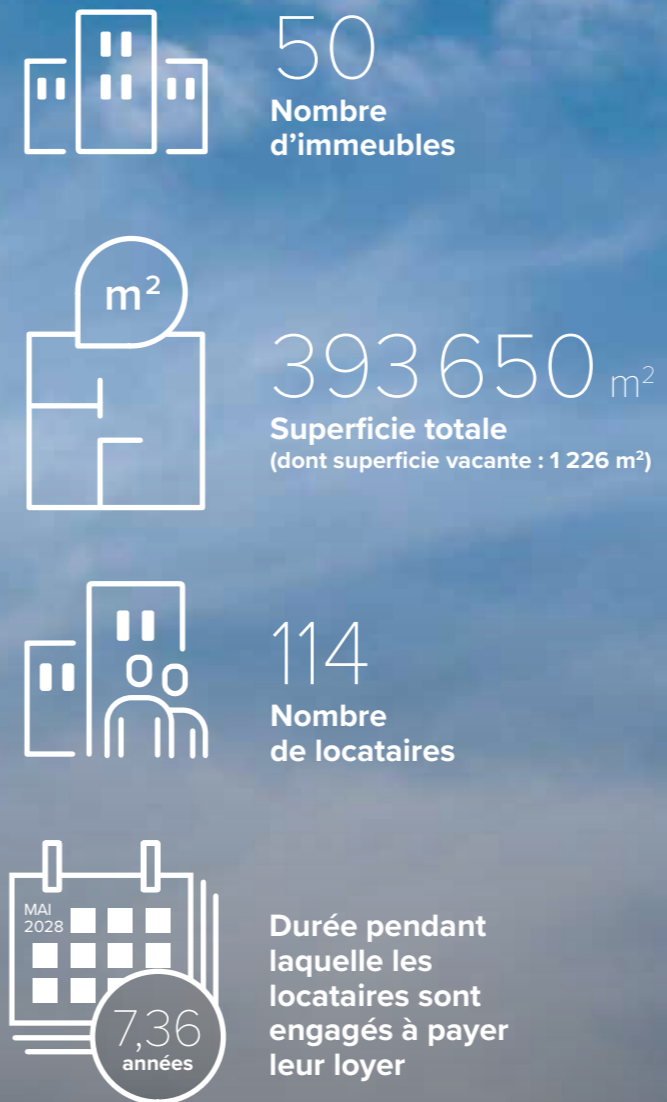 50
Nombre
d’immeubles
m²
393 650 m²
Superficie totale
(dont superficie vacante : 1 226 m²)
114
Nombre
de locataires
MAI
2028
7,36
années
Durée pendant
laquelle les
locataires sont
engagés à payer
leur loyer